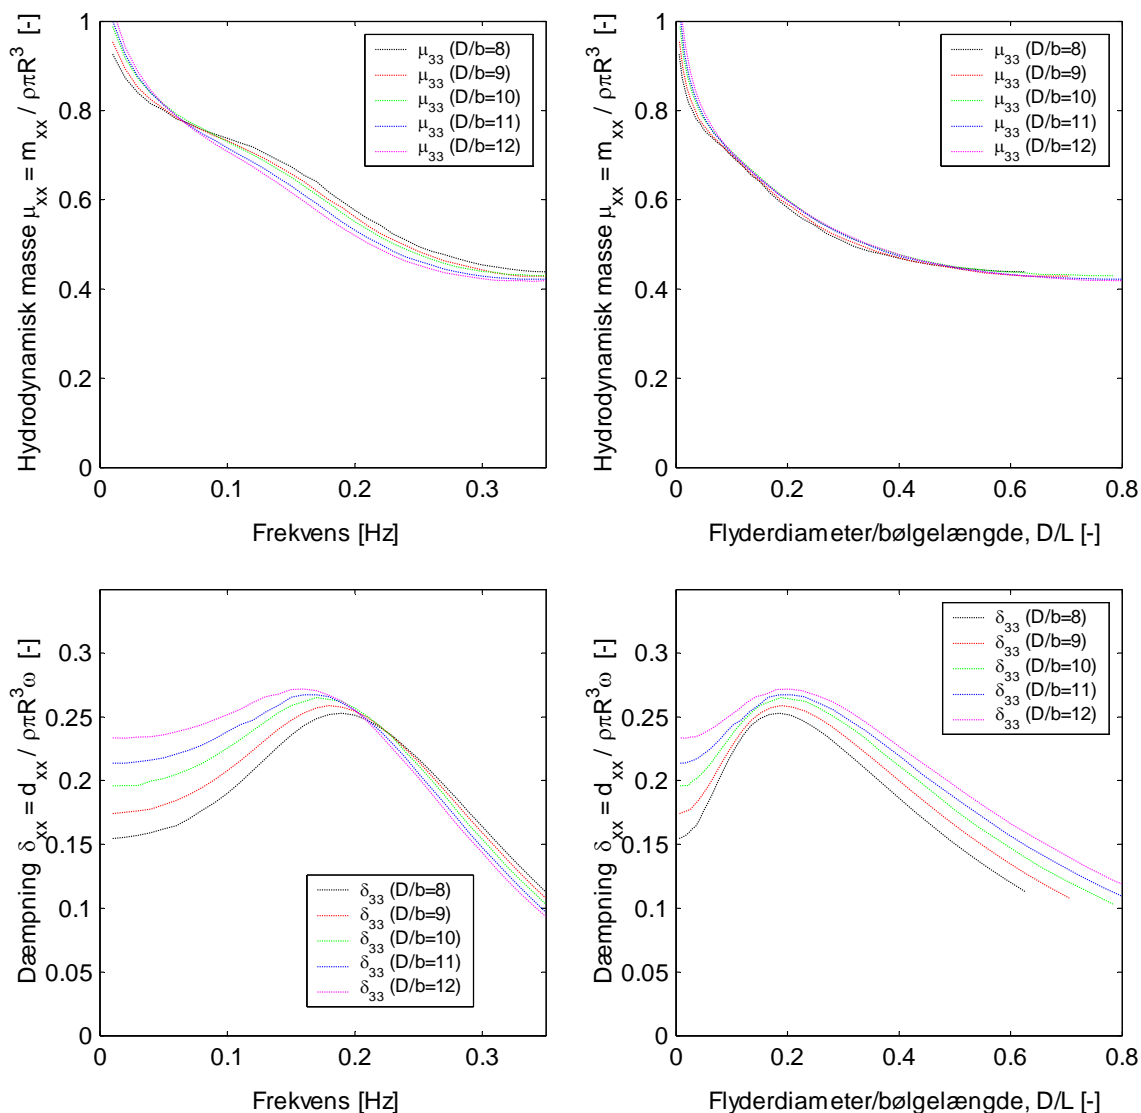 Hydrodynamisk masse μxx = mxx / ρπR³ [-]
1
0.8
0.6
0.4
0.2
0
0
0.1
0.2
0.3
Frekvens [Hz]
μ33 (D/b=8)
μ33 (D/b=9)
μ33 (D/b=10)
μ33 (D/b=11)
μ33 (D/b=12)
Hydrodynamisk masse μxx = mxx / ρπR³ [-]
1
0.8
0.6
0.4
0.2
0
0
0.2
0.4
0.6
0.8
Flyderdiameter/bølgelængde, D/L [-]
μ33 (D/b=8)
μ33 (D/b=9)
μ33 (D/b=10)
μ33 (D/b=11)
μ33 (D/b=12)
Dæmpning δxx = dxx / ρπR³ω [-]
0.3
0.25
0.2
0.15
0.1
0.05
0
0
0.1
0.2
0.3
Frekvens [Hz]
δ33 (D/b=8)
δ33 (D/b=9)
δ33 (D/b=10)
δ33 (D/b=11)
δ33 (D/b=12)
Dæmpning δxx = dxx / ρπR³ω [-]
0.3
0.25
0.2
0.15
0.1
0.05
0
0
0.2
0.4
0.6
0.8
Flyderdiameter/bølgelængde, D/L [-]
δ33 (D/b=8)
δ33 (D/b=9)
δ33 (D/b=10)
δ33 (D/b=11)
δ33 (D/b=12)